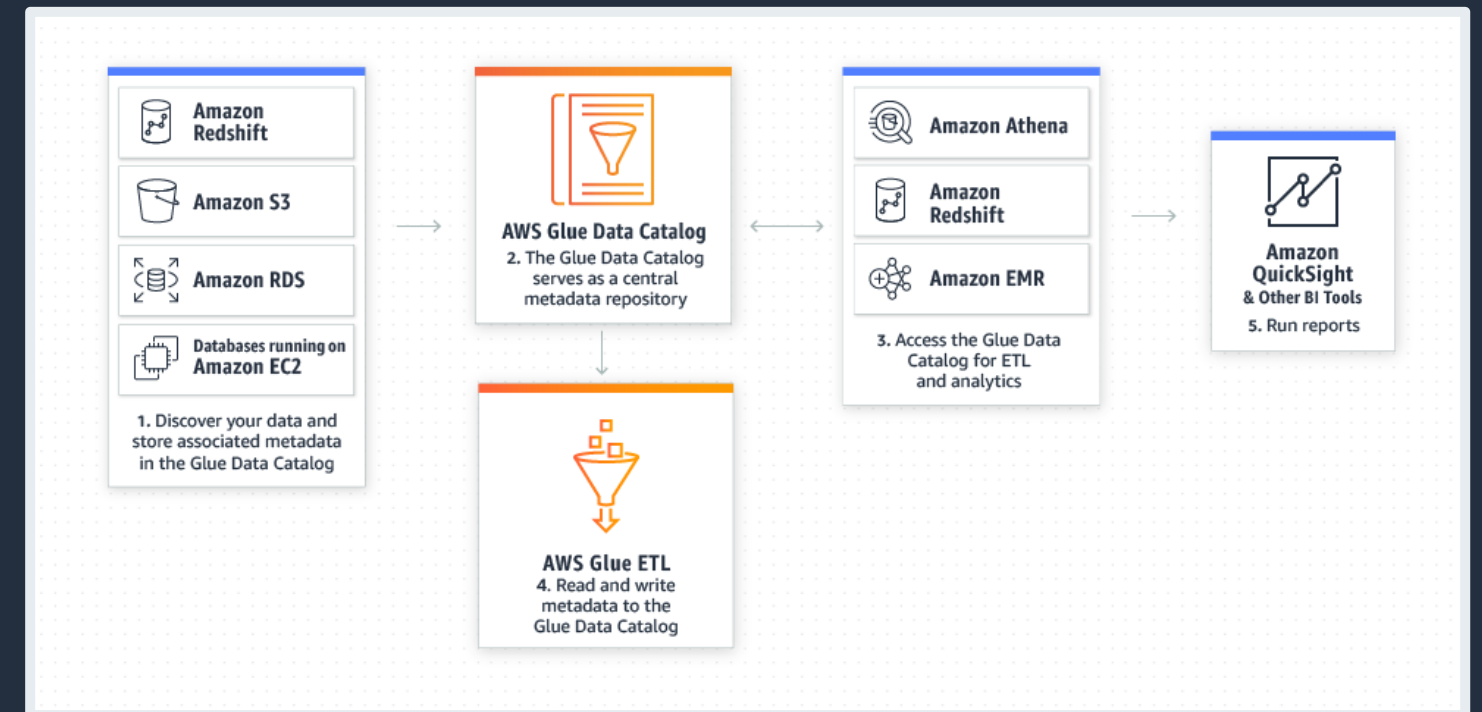 Amazon
Redshift
Amazon S3
Amazon RDS
Databases running on
Amazon EC2
1. Discover your data and
store associated metadata
in the Glue Data Catalog
AWS Glue Data Catalog
2. The Glue Data Catalog
serves as a central
metadata repository
AWS Glue ETL
4. Read and write
metadata to the
Glue Data Catalog
Amazon Athena
Amazon
Redshift
Amazon EMR
3. Access the Glue Data
Catalog for ETL
and analytics
Amazon
QuickSight
& Other BI Tools
5. Run reports